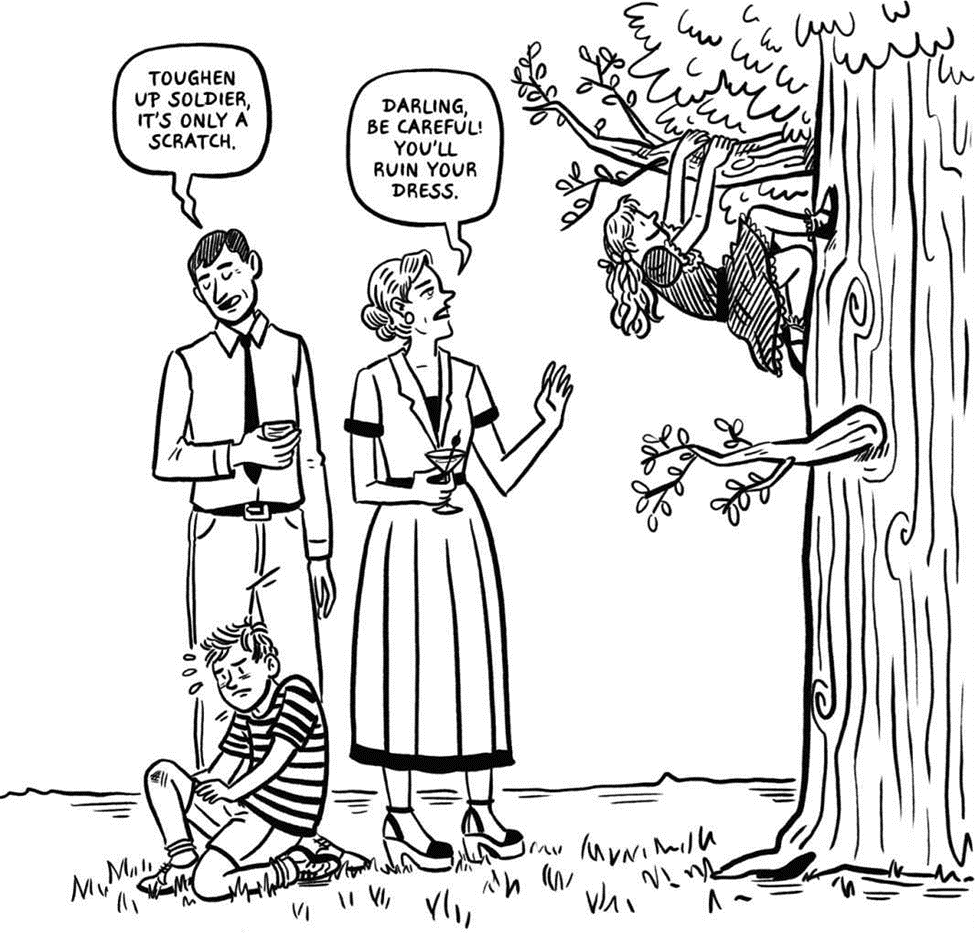 TOUGHEN
UP SOLDIER,
IT'S ONLY A
SCRATCH.
DARLING,
BE CAREFUL!
YOU'LL
RUIN YOUR
DRESS.